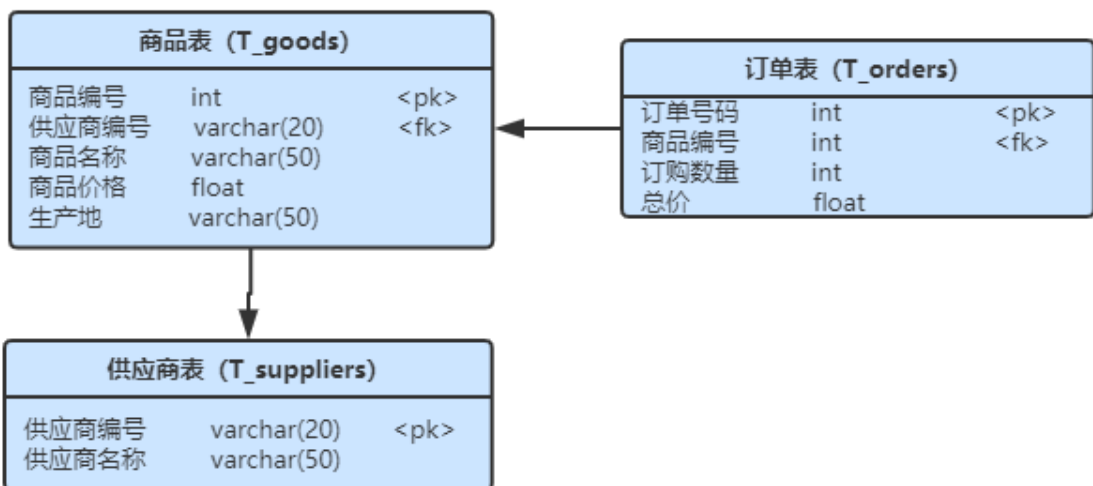 商品表（T_goods）
商品编号 int <pk>
供应商编号 varchar(20) <fk>
商品名称 varchar(50)
商品价格 float
生产地 varchar(50)
订单表（T_orders）
订单号码 int <pk>
商品编号 int <fk>
订购数量 int
总价 float
供应商表（T_suppliers）
供应商编号 varchar(20) <pk>
供应商名称 varchar(50)